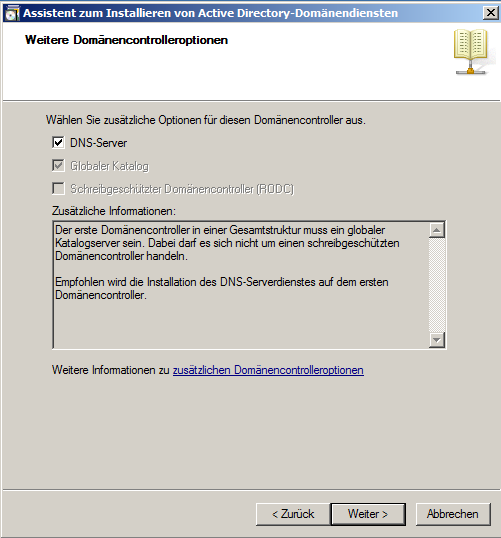 Assistent zum Installieren von Active Directory-Domänendiensten
Weitere Domänencontrolleroptionen
Wählen Sie zusätzliche Optionen für diesen Domänencontroller aus.
DNS-Server
Globaler Katalog
Schreibgeschützter Domänencontroller (RODC)
Zusätzliche Informationen:
Der erste Domänencontroller in einer Gesamtstruktur muss ein globaler
Katalogserver sein. Dabei darf es sich nicht um einen schreibgeschützten
Domänencontroller handeln.
Empfohlen wird die Installation des DNS-Serverdienstes auf dem ersten
Domänencontroller.
Weitere Informationen zu zusätzlichen Domänencontrolleroptionen
< Zurück
Weiter >
Abbrechen